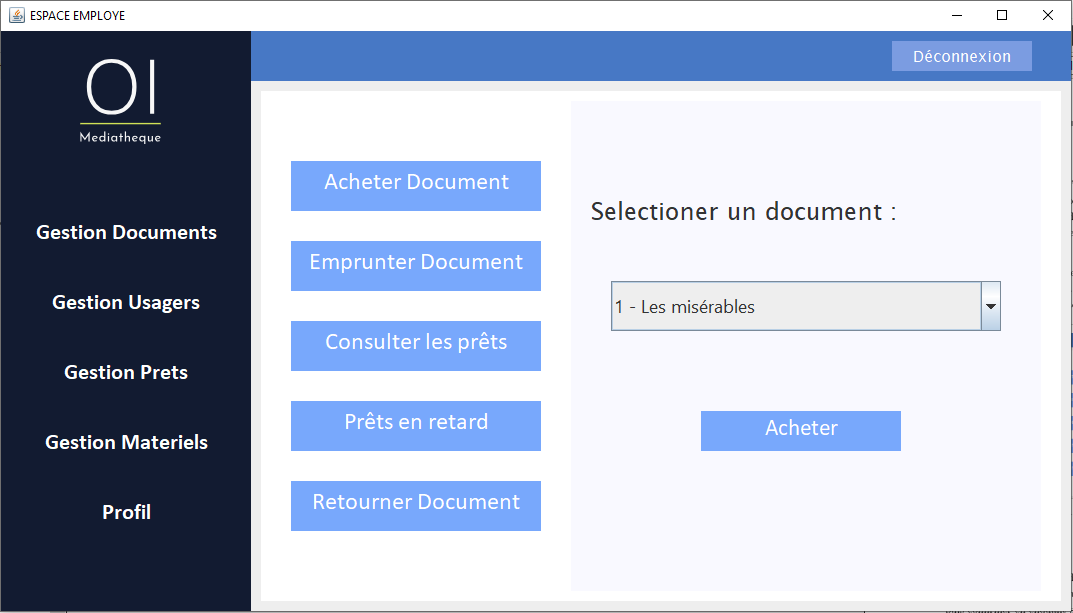 ESPACE EMPLOYE
OI
Mediatheque
Déconnexion
Gestion Documents
Gestion Usagers
Gestion Prets
Gestion Materiels
Profil
Acheter Document
Emprunter Document
Consulter les prêts
Prêts en retard
Retourner Document
Selectioner un document :
1 - Les misérables
Acheter